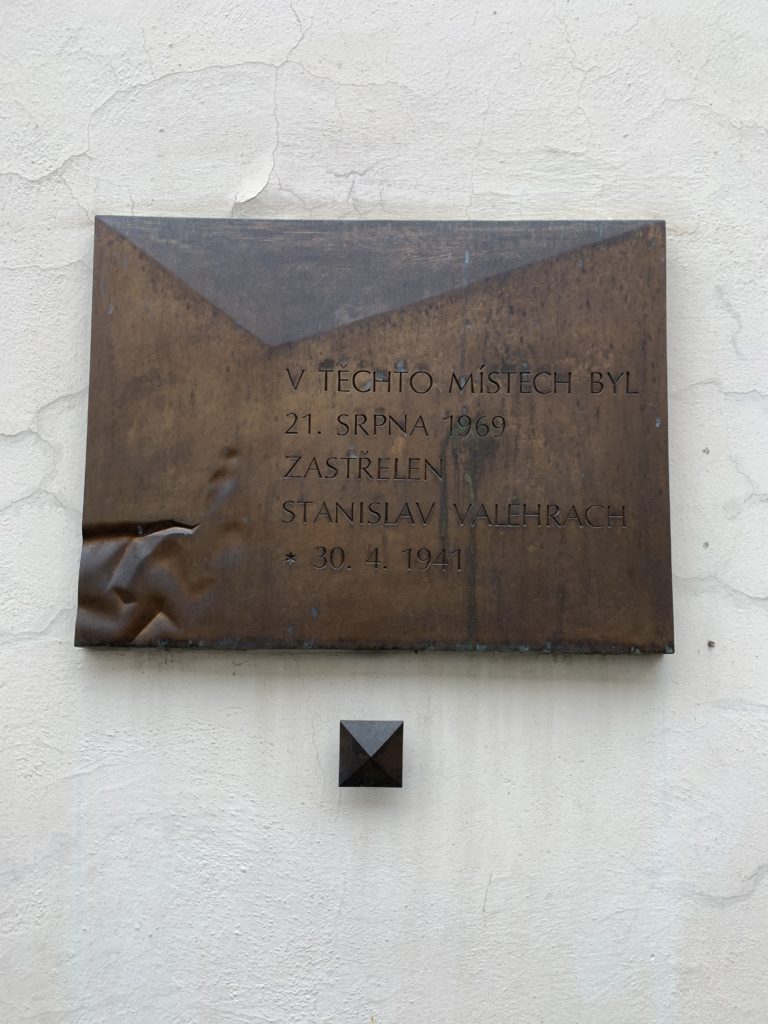 V TĚCHTO MÍSTECH BYL
21. SRPNA 1969
ZASTŘELEN
STANISLAV VALEHRACH
* 30. 4. 1941